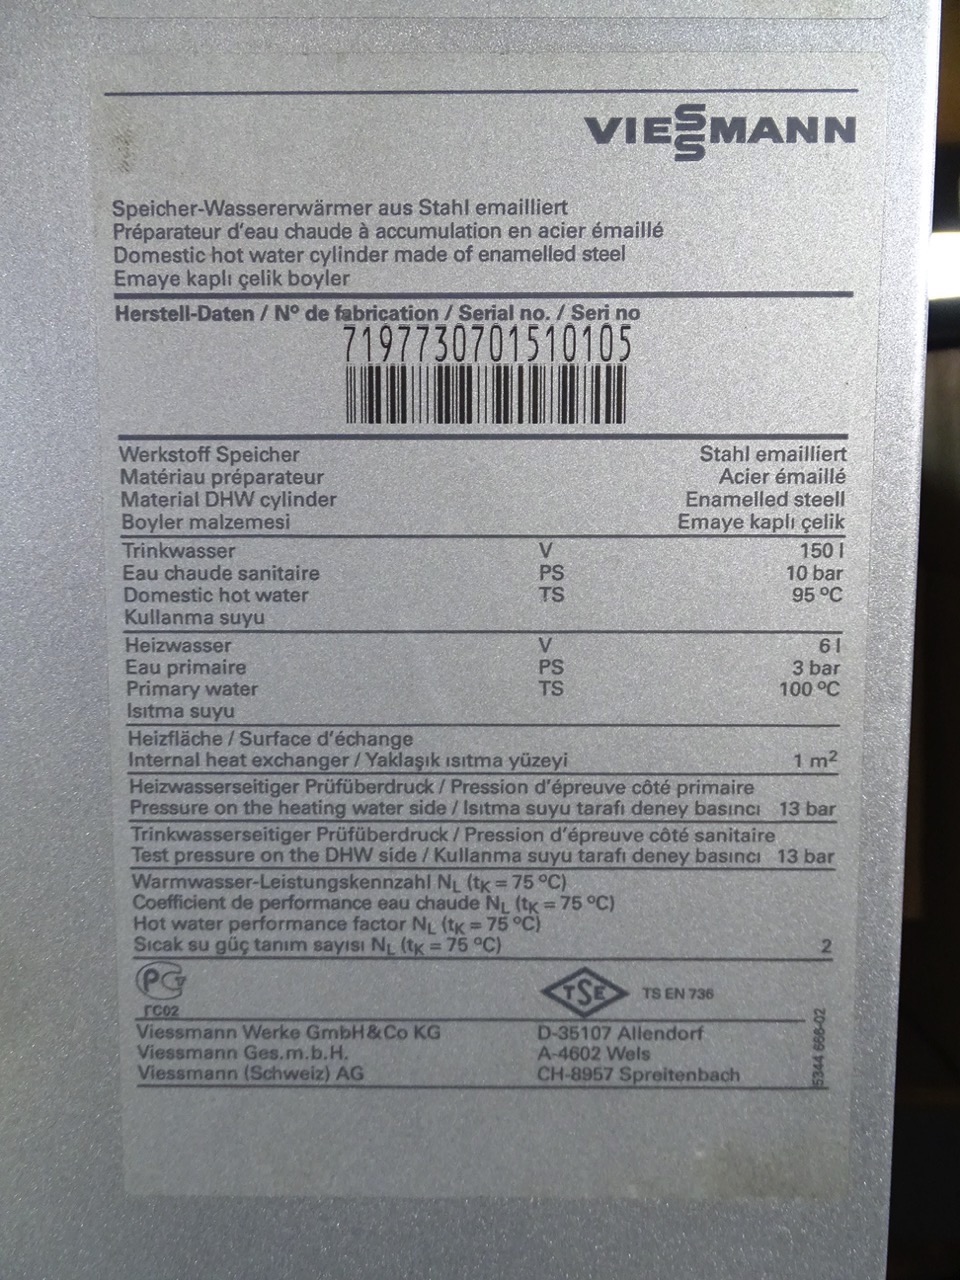 VIESSMANN
Speicher-Wassererwärmer aus Stahl emailliert
Préparateur d'eau chaude à accumulation en acier émaillé
Domestic hot water cylinder made of enamelled steel
Emaye kaplı çelik boyler
Herstell-Daten / Nº de fabrication / Serial no. / Seri no
7197730701510105
Werkstoff Speicher Stahl emailliert
Matériau préparateur Acier émaillé
Material DHW cylinder Enamelled steell
Boyler malzemesi Emaye kaplı çelik
Trinkwasser V 150 l
Eau chaude sanitaire PS 10 bar
Domestic hot water TS 95 ºC
Kullanma suyu
Heizwasser V 6 l
Eau primaire PS 3 bar
Primary water TS 100 ºC
Isıtma suyu
Heizfläche / Surface d'échange
Internal heat exchanger / Yaklaşık ısıtma yüzeyi 1 m²
Heizwasserseitiger Prüfüberdruck / Pression d'épreuve côté primaire
Pressure on the heating water side / Isıtma suyu tarafı deney basıncı 13 bar
Trinkwasserseitiger Prüfüberdruck / Pression d'épreuve côté sanitaire
Test pressure on the DHW side / Kullanma suyu tarafı deney basıncı 13 bar
Warmwasser-Leistungskennzahl NL (tK = 75 ºC)
Coefficient de performance eau chaude NL (tK = 75 ºC)
Hot water performance factor NL (tK = 75 ºC)
Sıcak su güç tanım sayısı NL (tK = 75 ºC) 2
РСТ
ГС02
TSE TS EN 736
Viessmann Werke GmbH&Co KG D-35107 Allendorf
Viessmann Ges.m.b.H. A-4602 Wels
Viessmann (Schweiz) AG CH-8957 Spreitenbach
5344 668-02